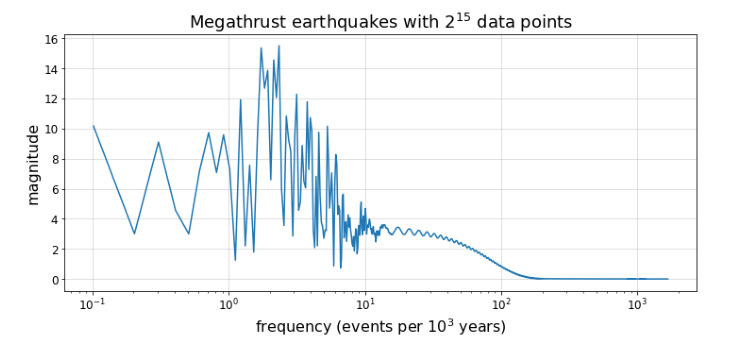 Megathrust earthquakes with 2^15 data points
16
14
12
10
8
6
4
2
0
magnitude
10^-1 10^0 10^1 10^2 10^3
frequency (events per 10^3 years)